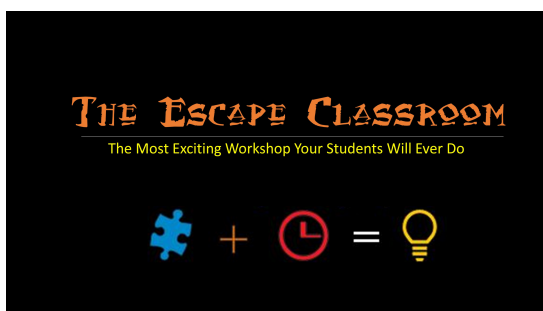 The Escape Classroom
The Most Exciting Workshop Your Students Will Ever Do
+ =